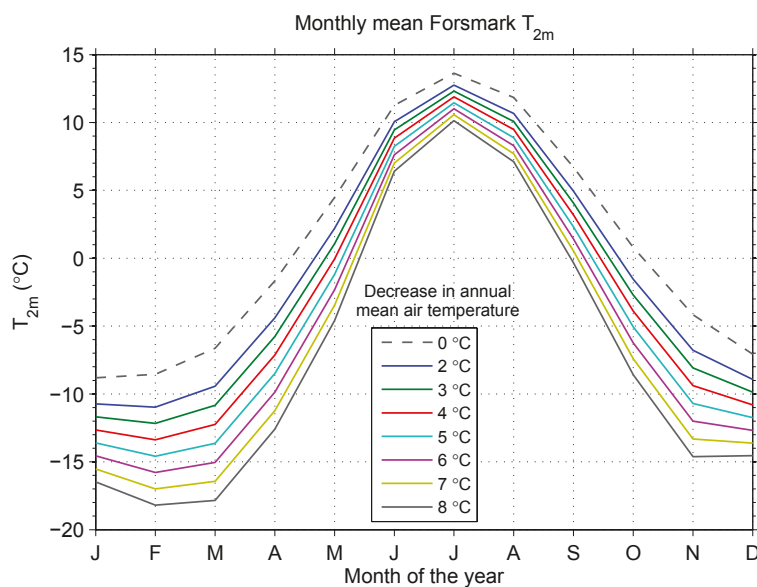 Monthly mean Forsmark T2m
15
10
5
0
−5
−10
−15
−20
T2m (°C)
Decrease in annual
mean air temperature
0 °C
2 °C
3 °C
4 °C
5 °C
6 °C
7 °C
8 °C
J F M A M J J A S O N D
Month of the year